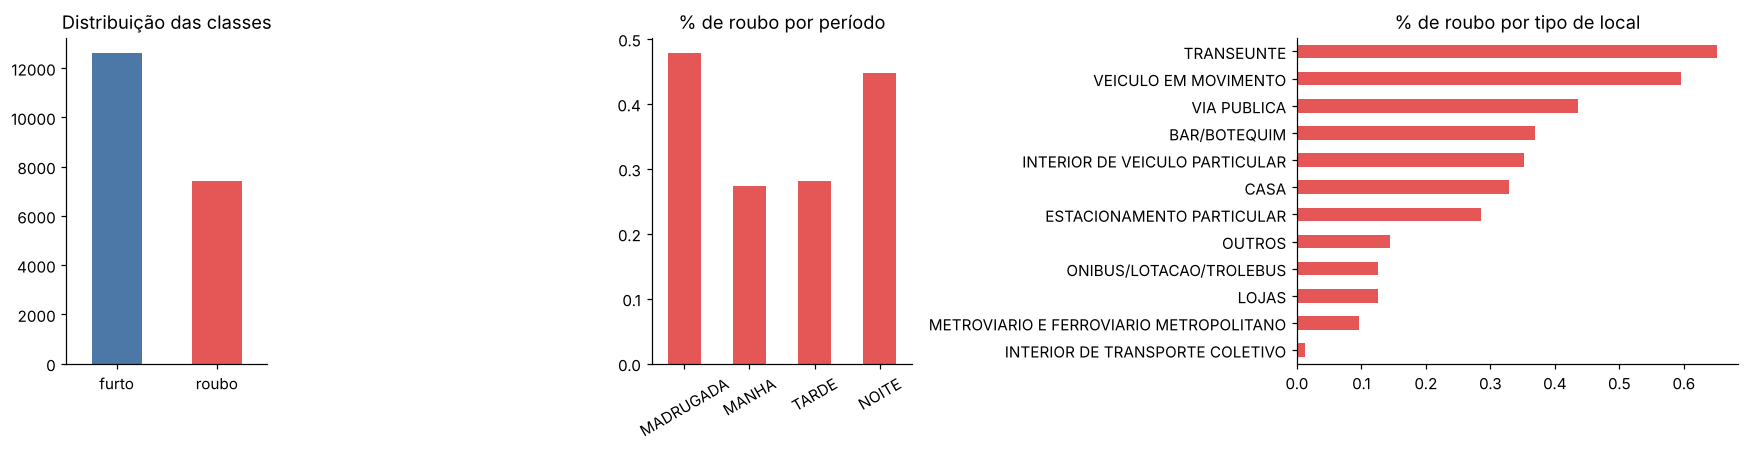 Distribuição das classes
12000
10000
8000
6000
4000
2000
0
furto
roubo
% de roubo por período
0.5
0.4
0.3
0.2
0.1
0.0
MADRUGADA
MANHA
TARDE
NOITE
% de roubo por tipo de local
TRANSEUNTE
VEICULO EM MOVIMENTO
VIA PUBLICA
BAR/BOTEQUIM
INTERIOR DE VEICULO PARTICULAR
CASA
ESTACIONAMENTO PARTICULAR
OUTROS
ONIBUS/LOTACAO/TROLEBUS
LOJAS
METROVIARIO E FERROVIARIO METROPOLITANO
INTERIOR DE TRANSPORTE COLETIVO
0.0
0.1
0.2
0.3
0.4
0.5
0.6